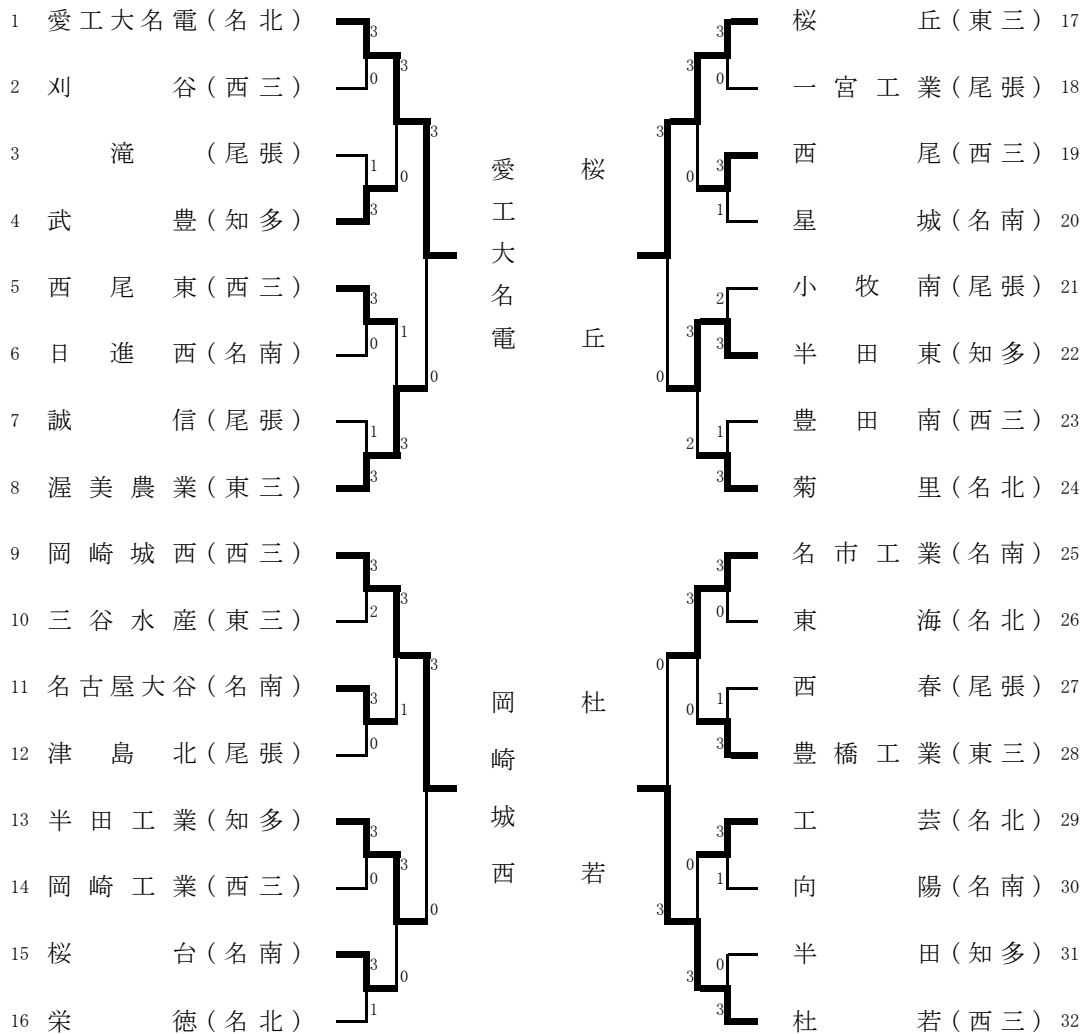 1 愛工大名電(名北)
3
2 刈谷(西三)
0
3
3 滝(尾張)
1
0
4 武豊(知多)
3
3
5 西尾東(西三)
3
1
6 日進西(名南)
0
0
7 誠信(尾張)
1
3
8 渥美農業(東三)
3
9 岡崎城西(西三)
3
3
10 三谷水産(東三)
2
3
11 名古屋大谷(名南)
3
1
12 津島北(尾張)
0
13 半田工業(知多)
3
3
14 岡崎工業(西三)
0
0
15 桜台(名南)
3
0
16 栄徳(名北)
1
愛工大名電
桜丘
岡崎城西
杜若
桜丘(東三) 17
3
3
一宮工業(尾張) 18
0
3
西尾(西三) 19
3
0
星城(名南) 20
1
小牧南(尾張) 21
2
3
半田東(知多) 22
3
0
豊田南(西三) 23
1
2
菊里(名北) 24
3
名市工業(名南) 25
3
3
東海(名北) 26
0
0
西春(尾張) 27
1
0
豊橋工業(東三) 28
3
工芸(名北) 29
3
0
向陽(名南) 30
1
3
半田(知多) 31
0
3
杜若(西三) 32
3